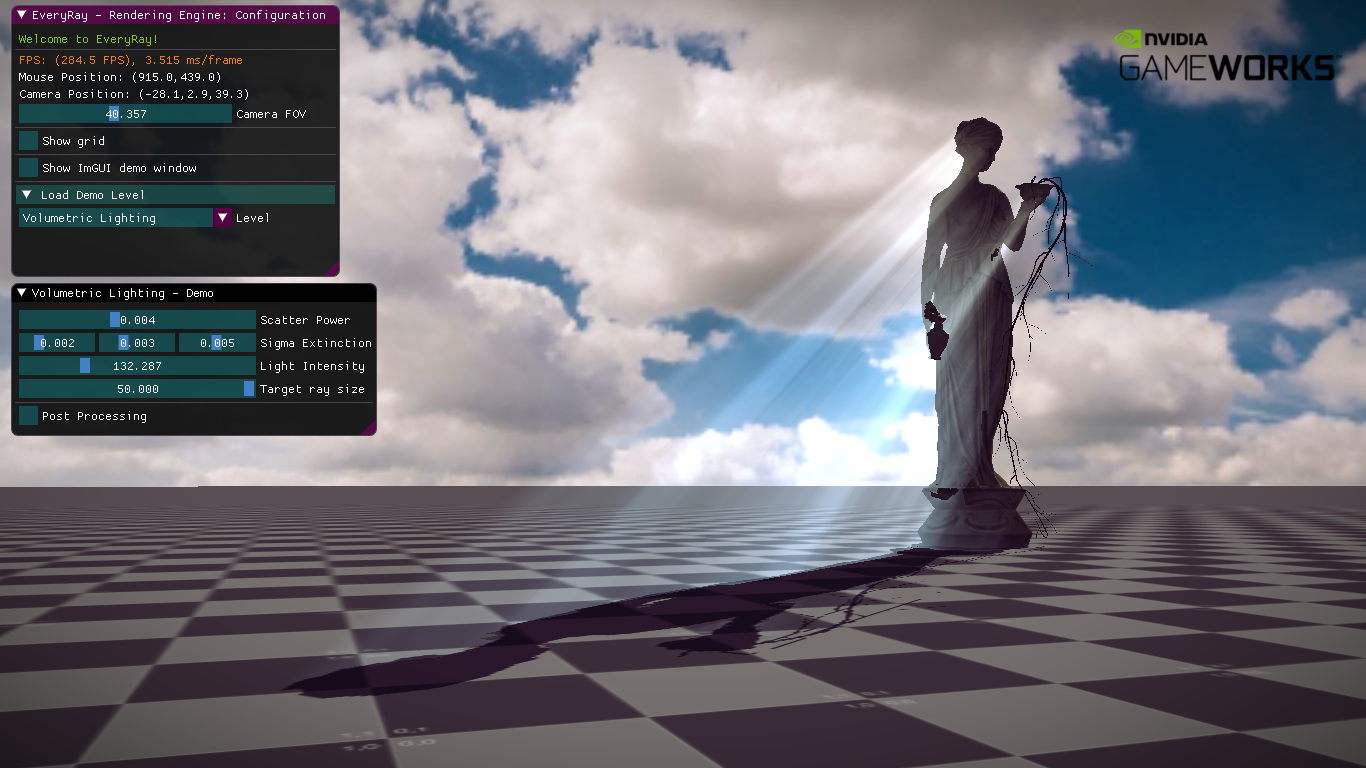 EveryRay - Rendering Engine: Configuration
Welcome to EveryRay!
FPS: (284.5 FPS), 3.515 ms/frame
Mouse Position: (915.0,439.0)
Camera Position: (-28.1,2.9,39.3)
40.357 Camera FOV
Show grid
Show ImGUI demo window
Load Demo Level
Volumetric Lighting Level
Volumetric Lighting - Demo
0.004 Scatter Power
0.002 0.003 0.005 Sigma Extinction
132.287 Light Intensity
50.000 Target ray size
Post Processing
NVIDIA
GAMEWORKS